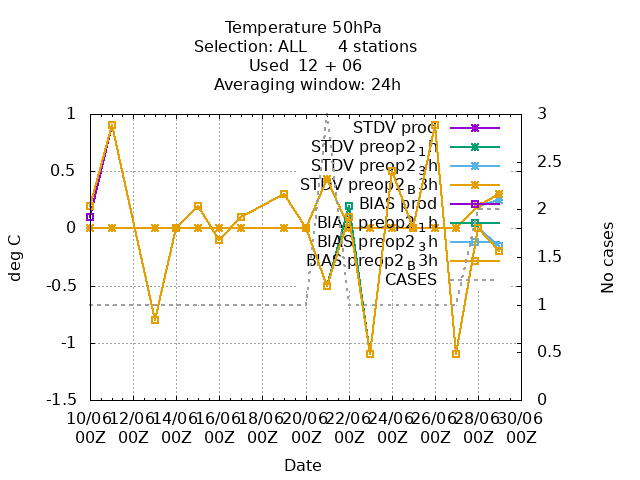 Temperature 50hPa
Selection: ALL 4 stations
Used 12 + 06
Averaging window: 24h
1
0.5
0
-0.5
-1
-1.5
deg C
3
2.5
2
1.5
1
0.5
0
No cases
STDV prod
STDV preop2_1h
STDV preop2_3h
STDV preop2_B3h
BIAS prod
BIAS preop2_1h
BIAS preop2_3h
BIAS preop2_B3h
CASES
10/06 12/06 14/06 16/06 18/06 20/06 22/06 24/06 26/06 28/06 30/06
00Z 00Z 00Z 00Z 00Z 00Z 00Z 00Z 00Z 00Z 00Z
Date